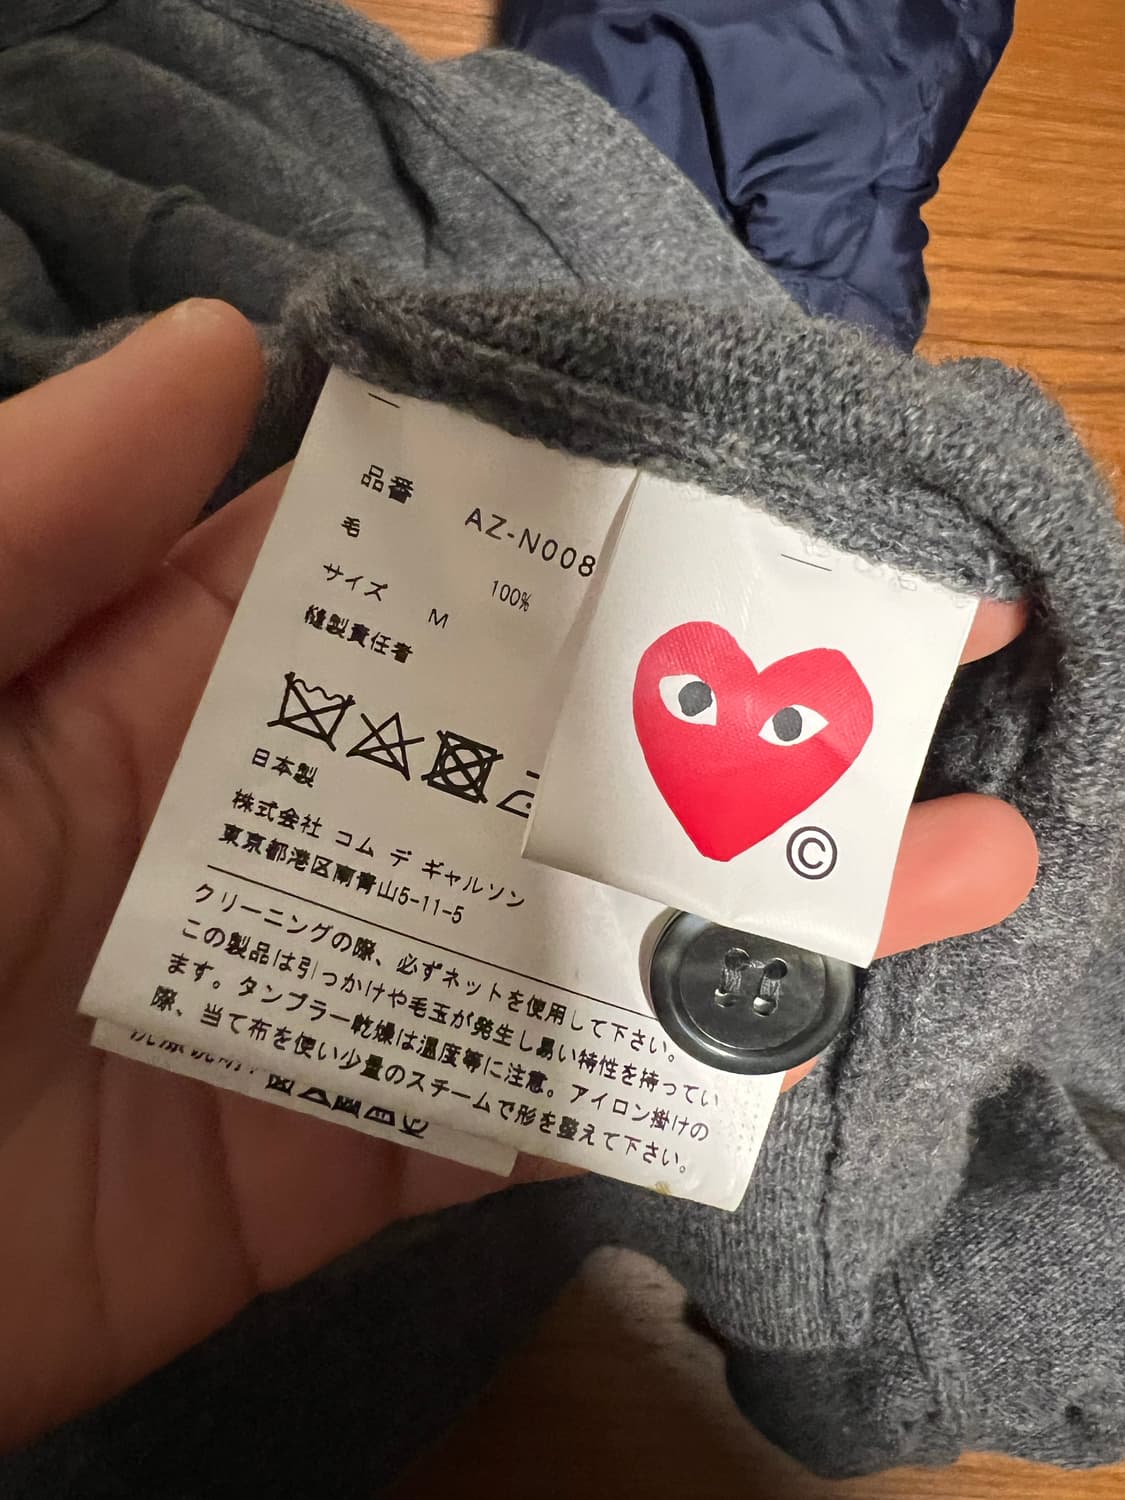 品番 AZ-N008
毛 100%
サイズ M
縫製責任者
日本製
株式会社 コム デ ギャルソン
東京都港区南青山5-11-5
クリーニングの際、必ずネットを使用して下さい。
この製品は引っかけや毛玉が発生し易い特性を持ってい
ます。タンブラー乾燥は温度等に注意。アイロン掛けの
際、当て布を使い少量のスチームで形を整えて下さい。
©